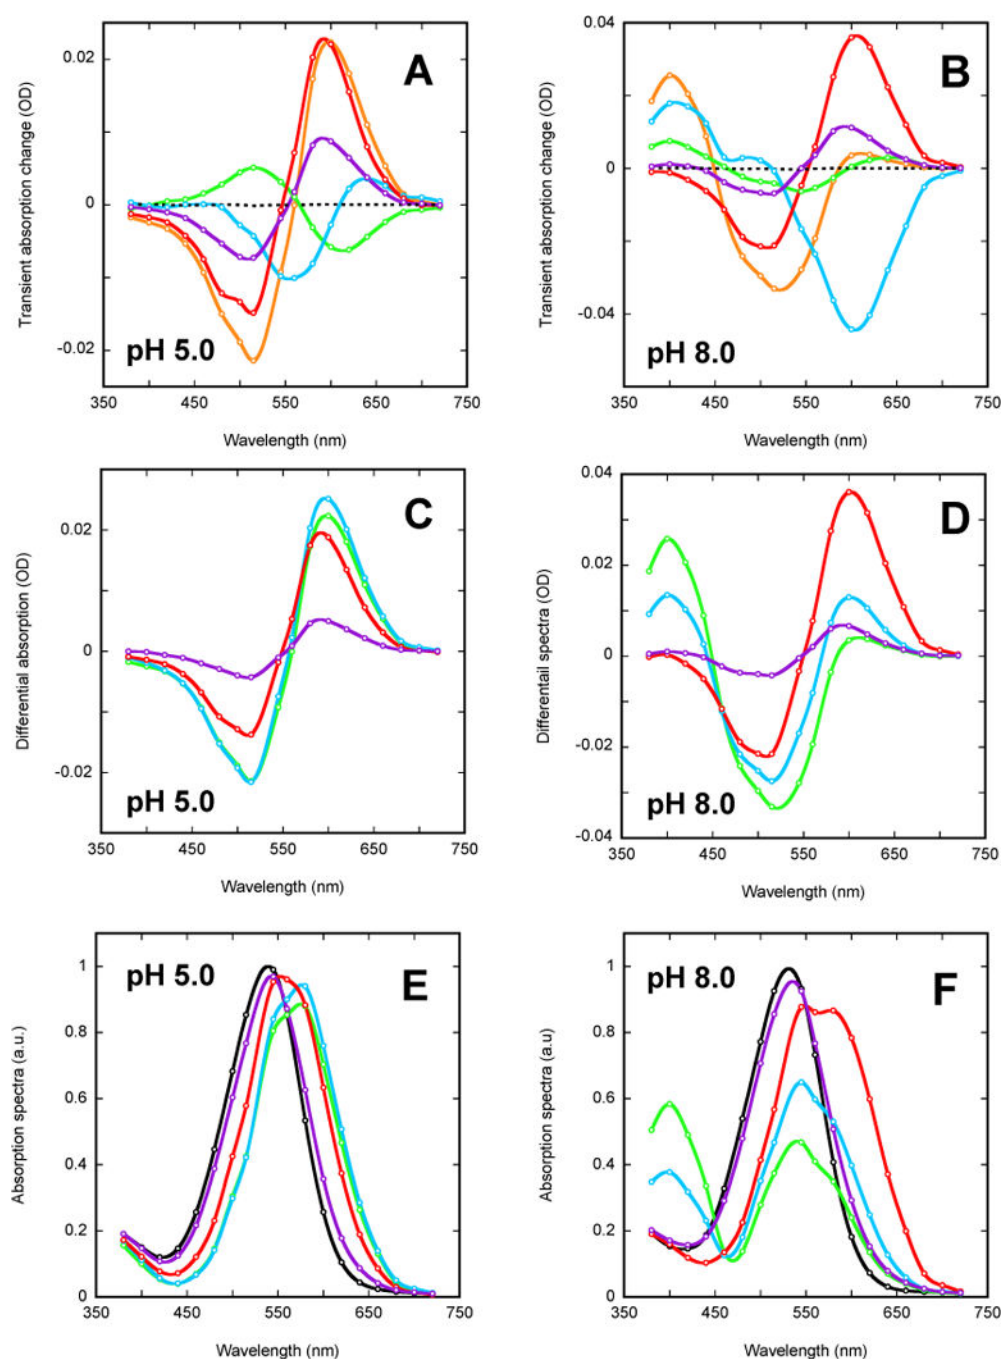 A
Transient absorption change (OD)
0.02
0
-0.02
pH 5.0
350
450
550
650
750
Wavelength (nm)
B
Transient absorption change (OD)
0.04
0
-0.04
pH 8.0
350
450
550
650
750
Wavelength (nm)
C
Differential absorption (OD)
0.02
0
-0.02
pH 5.0
350
450
550
650
750
Wavelength (nm)
D
Differentail spectra (OD)
0.04
0.02
0
-0.02
-0.04
pH 8.0
350
450
550
650
750
Wavelength (nm)
pH 5.0
E
Absorption spectra (a.u.)
1
0.8
0.6
0.4
0.2
0
350
450
550
650
750
Wavelength (nm)
pH 8.0
F
Absorption spectra (a.u)
1
0.8
0.6
0.4
0.2
0
350
450
550
650
750
Wavelength (nm)